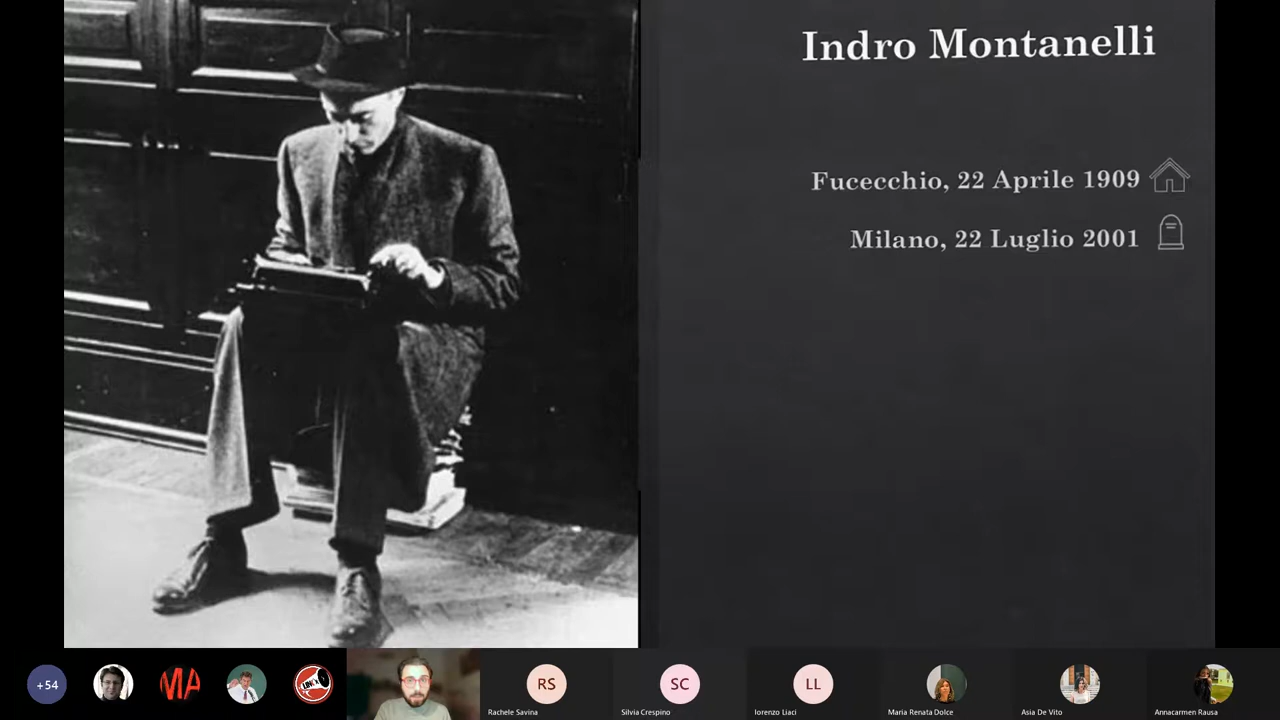 Indro Montanelli
Fucecchio, 22 Aprile 1909
Milano, 22 Luglio 2001
+54
MA
RS
SC
LL
Rachele Savina
Silvia Crespino
lorenzo Liaci
Maria Renata Dolce
Asia De Vito
Annacarmen Rausa